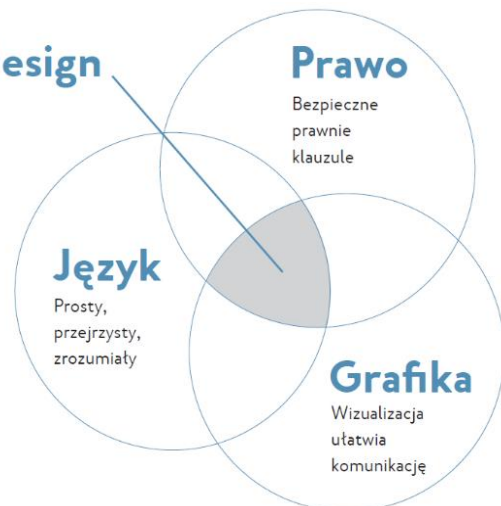 esign
Prawo
Bezpieczne
prawnie
klauzule
Język
Prosty,
przejrzysty,
zrozumiały
Grafika
Wizualizacja
ułatwia
komunikację